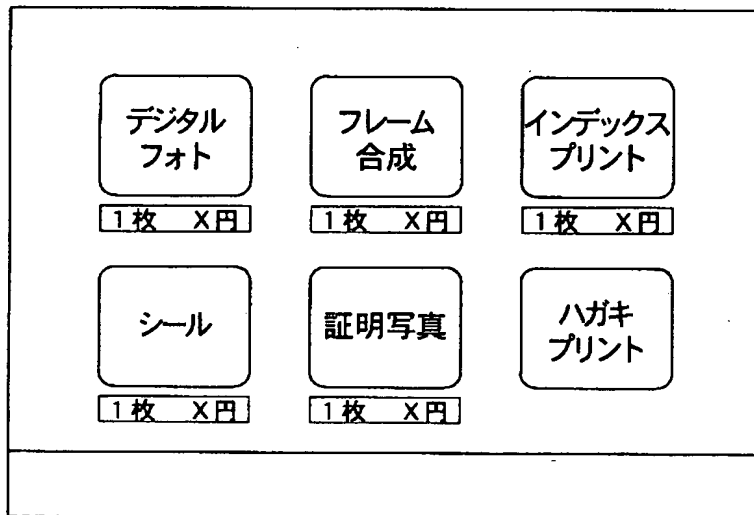 デジタル
フォト
1枚 X円
フレーム
合成
1枚 X円
インデックス
プリント
1枚 X円
シール
1枚 X円
証明写真
1枚 X円
ハガキ
プリント